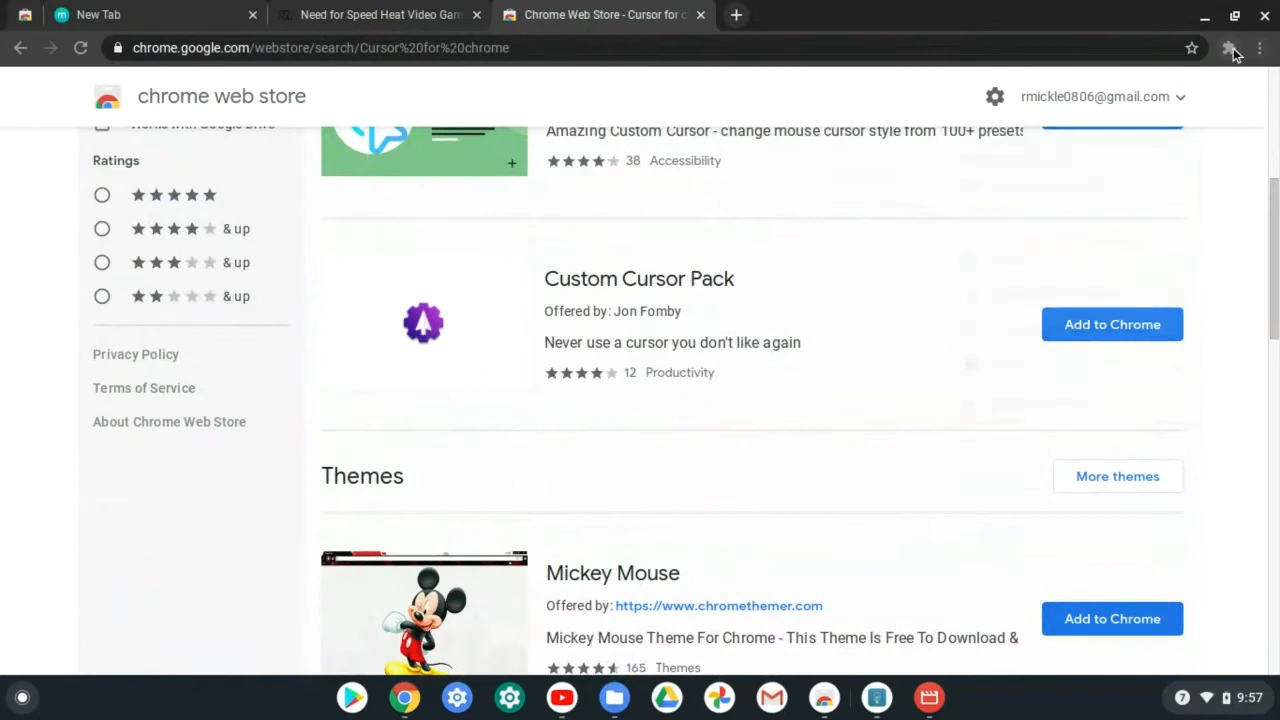 New Tab
Need for Speed Heat Video Gam
Chrome Web Store - Cursor for c
chrome.google.com/webstore/search/Cursor%20for%20chrome
chrome web store
rmickle0806@gmail.com
Works with Google Drive
Ratings
& up
& up
& up
Privacy Policy
Terms of Service
About Chrome Web Store
Amazing Custom Cursor - change mouse cursor style from 100+ presets
38 Accessibility
Custom Cursor Pack
Offered by: Jon Fomby
Never use a cursor you don't like again
12 Productivity
Add to Chrome
Themes
More themes
Mickey Mouse
Offered by: https://www.chromethemer.com
Mickey Mouse Theme For Chrome - This Theme Is Free To Download &
165 Themes
Add to Chrome
7
9:57